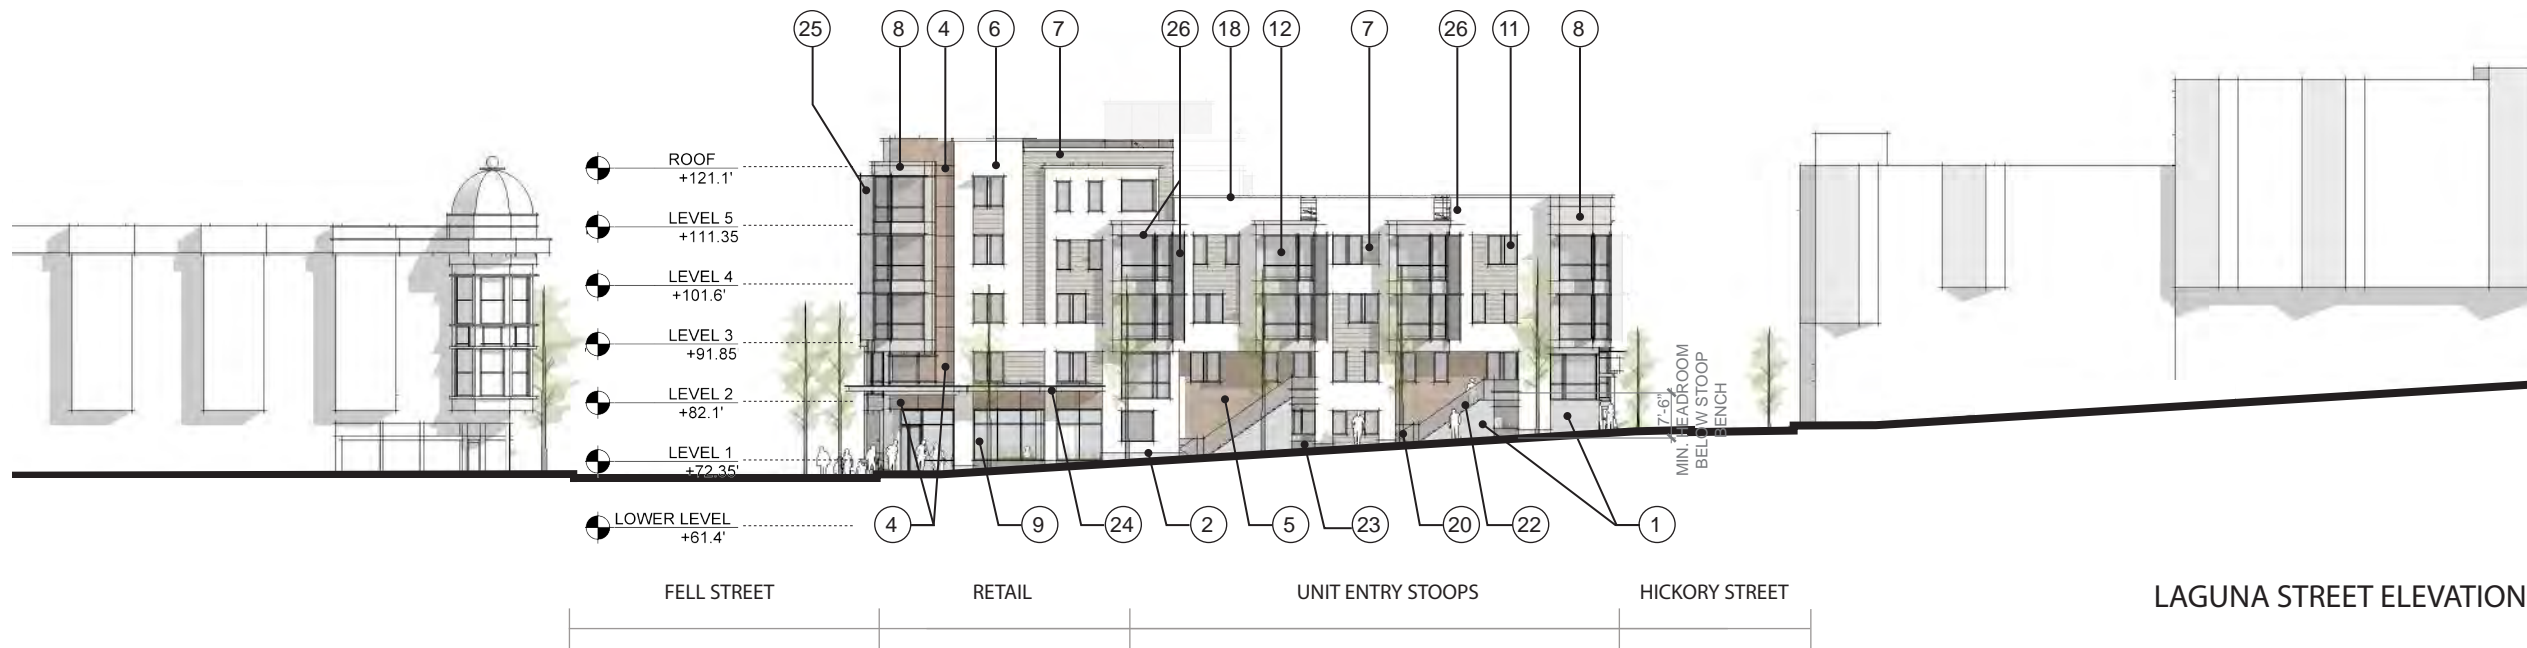 25 8 4 6 7 26 18 12 7 26 11 8
ROOF
+121.1'
LEVEL 5
+111.35
LEVEL 4
+101.6'
LEVEL 3
+91.85
LEVEL 2
+82.1'
LEVEL 1
+72.35'
LOWER LEVEL
+61.4'
7'-6"
MIN. HEADROOM
BELOW STOOP
BENCH
4 9 24 2 5 23 20 22 1
FELL STREET RETAIL UNIT ENTRY STOOPS HICKORY STREET
LAGUNA STREET ELEVATION